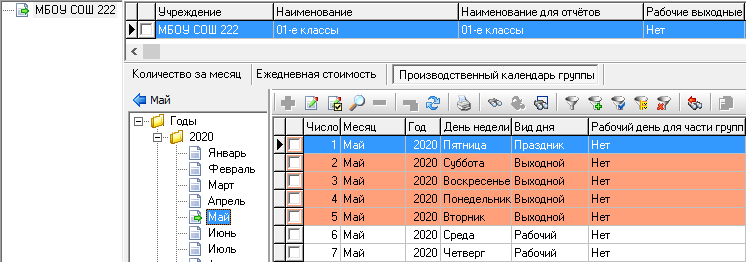 МБОУ СОШ 222
Учреждение Наименование Наименование для отчётов Рабочие выходные
МБОУ СОШ 222 01-е классы 01-е классы Нет
Количество за месяц Ежедневная стоимость Производственный календарь группы
Май
Годы
2020
Январь
Февраль
Март
Апрель
Май
Июнь
Июль
Число Месяц Год День недели Вид дня Рабочий день для части групп
1 Май 2020 Пятница Праздник Нет
2 Май 2020 Суббота Выходной Нет
3 Май 2020 Воскресенье Выходной Нет
4 Май 2020 Понедельник Выходной Нет
5 Май 2020 Вторник Выходной Нет
6 Май 2020 Среда Рабочий Нет
7 Май 2020 Четверг Рабочий Нет